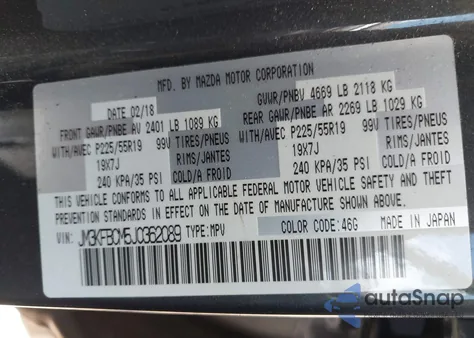 MFD. BY MAZDA MOTOR CORPORATION
DATE 02/18 GVWR/PNBV 4669 LB 2118 KG
FRONT GAWR/PNBE AV 2401 LB 1089 KG REAR GAWR/PNBE AR 2269 LB 1029 KG
WITH/AVEC P225/55R19 99V TIRES/PNEUS WITH/AVEC P225/55R19 99V TIRES/PNEUS
19X7J RIMS/JANTES 19X7J RIMS/JANTES
240 KPA/35 PSI A FROID 240 KPA/35 PSI COLD/A FROID
THIS VEHICLE CONFORMS TO ALL APPLICABLE FEDERAL MOTOR VEHICLE SAFETY AND THEFT
PREVENTION STANDARDS IN EFFECT ON THE DATE OF MANUFACTURE SHOWN ABOVE.
VIN: JM3KFBCM5JC362089 TYPE: MPV COLOR CODE: 46G MADE IN JAPAN
autoSnap